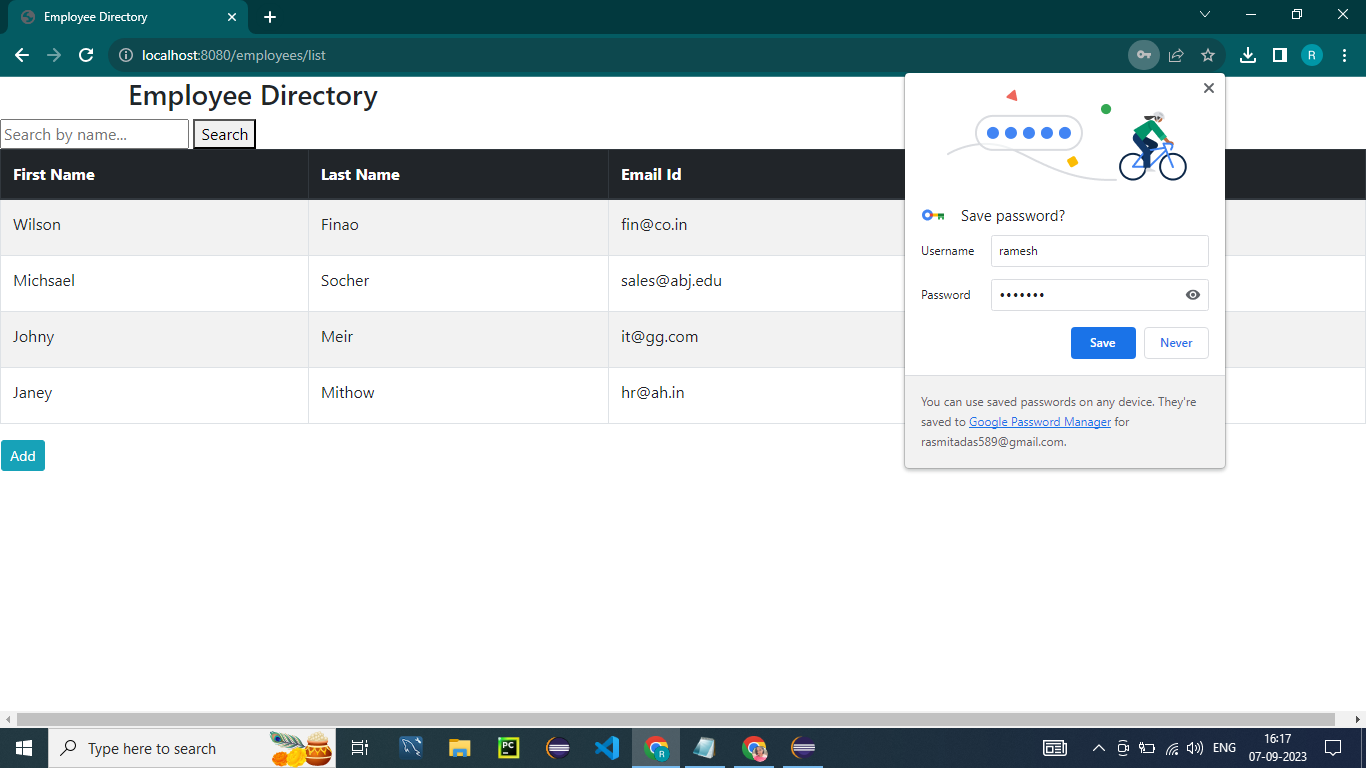 Employee Directory
localhost:8080/employees/list
R
Employee Directory
Search by name...
Search
First Name
Last Name
Email Id
Wilson
Finao
fin@co.in
Michsael
Socher
sales@abj.edu
Johny
Meir
it@gg.com
Janey
Mithow
hr@ah.in
Add
Save password?
Username
ramesh
Password
•••••••
Save
Never
You can use saved passwords on any device. They're
saved to Google Password Manager for
rasmitadas589@gmail.com.
Type here to search
PC
R
ENG
16:17
07-09-2023